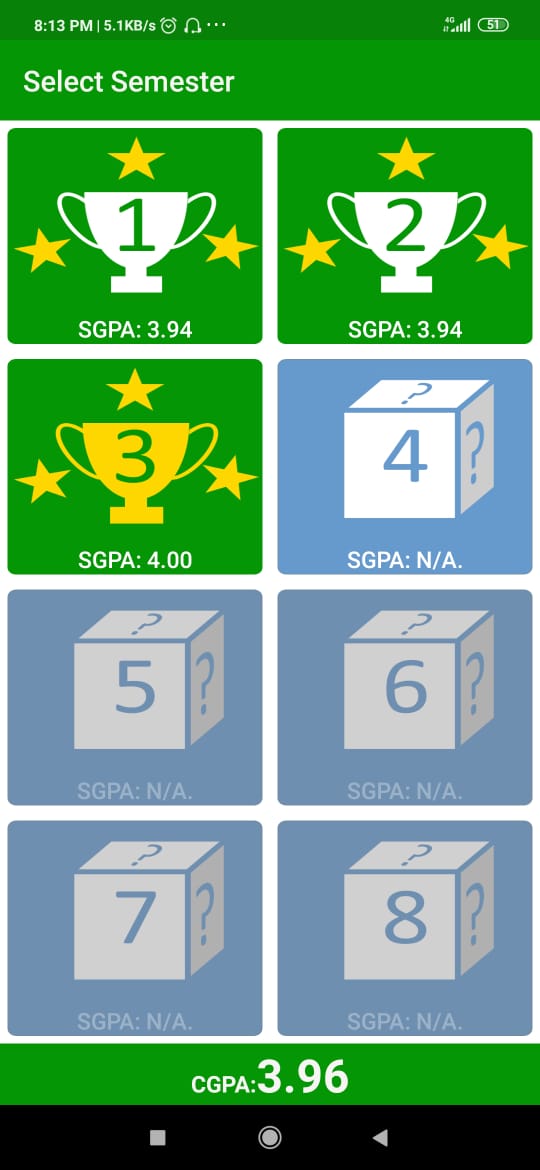 8:13 PM | 5.1KB/s ...
4G 51
Select Semester
1
SGPA: 3.94
2
SGPA: 3.94
3
SGPA: 4.00
? 4 ?
SGPA: N/A.
? 5 ?
SGPA: N/A.
? 6 ?
SGPA: N/A.
? 7 ?
SGPA: N/A.
? 8 ?
SGPA: N/A.
CGPA:3.96